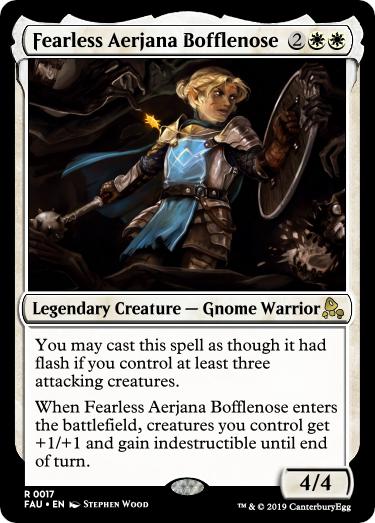 Fearless Aerjana Bofflenose 2
Legendary Creature — Gnome Warrior
You may cast this spell as though it had
flash if you control at least three
attacking creatures.
When Fearless Aerjana Bofflenose enters
the battlefield, creatures you control get
+1/+1 and gain indestructible until end
of turn.
4/4
R 0017
FAU • EN Stephen Wood
™ & © 2019 CanterburyEgg